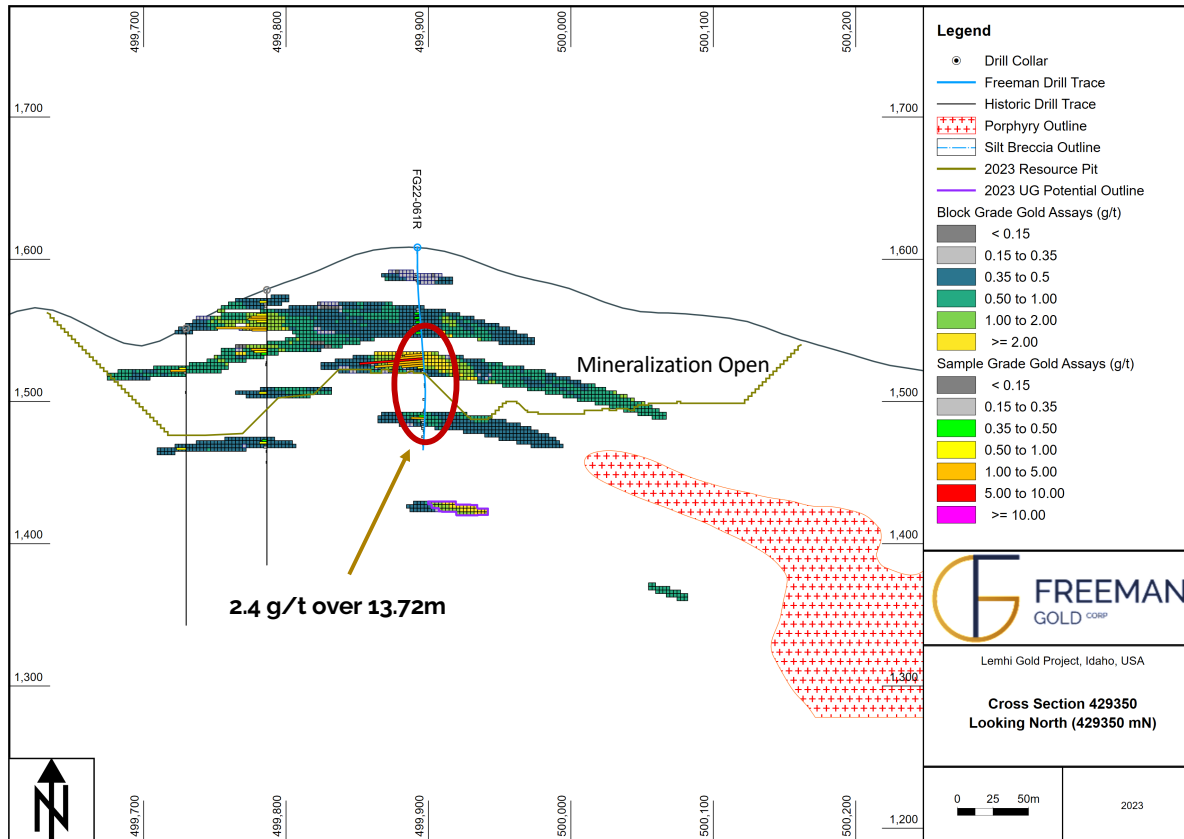 499,700
499,800
499,900
500,000
500,100
500,200
1,700
1,700
FG22-061R
1,600
1,600
Mineralization Open
1,500
1,500
1,400
1,400
2.4 g/t over 13.72m
1,300
1,300
499,700
499,800
499,900
500,000
500,100
500,200
1,200
N
Legend
Drill Collar
Freeman Drill Trace
Historic Drill Trace
Porphyry Outline
Silt Breccia Outline
2023 Resource Pit
2023 UG Potential Outline
Block Grade Gold Assays (g/t)
< 0.15
0.15 to 0.35
0.35 to 0.5
0.50 to 1.00
1.00 to 2.00
>= 2.00
Sample Grade Gold Assays (g/t)
< 0.15
0.15 to 0.35
0.35 to 0.50
0.50 to 1.00
1.00 to 5.00
5.00 to 10.00
>= 10.00
FREEMAN
GOLD CORP
Lemhi Gold Project, Idaho, USA
Cross Section 429350
Looking North (429350 mN)
0 25 50m
2023